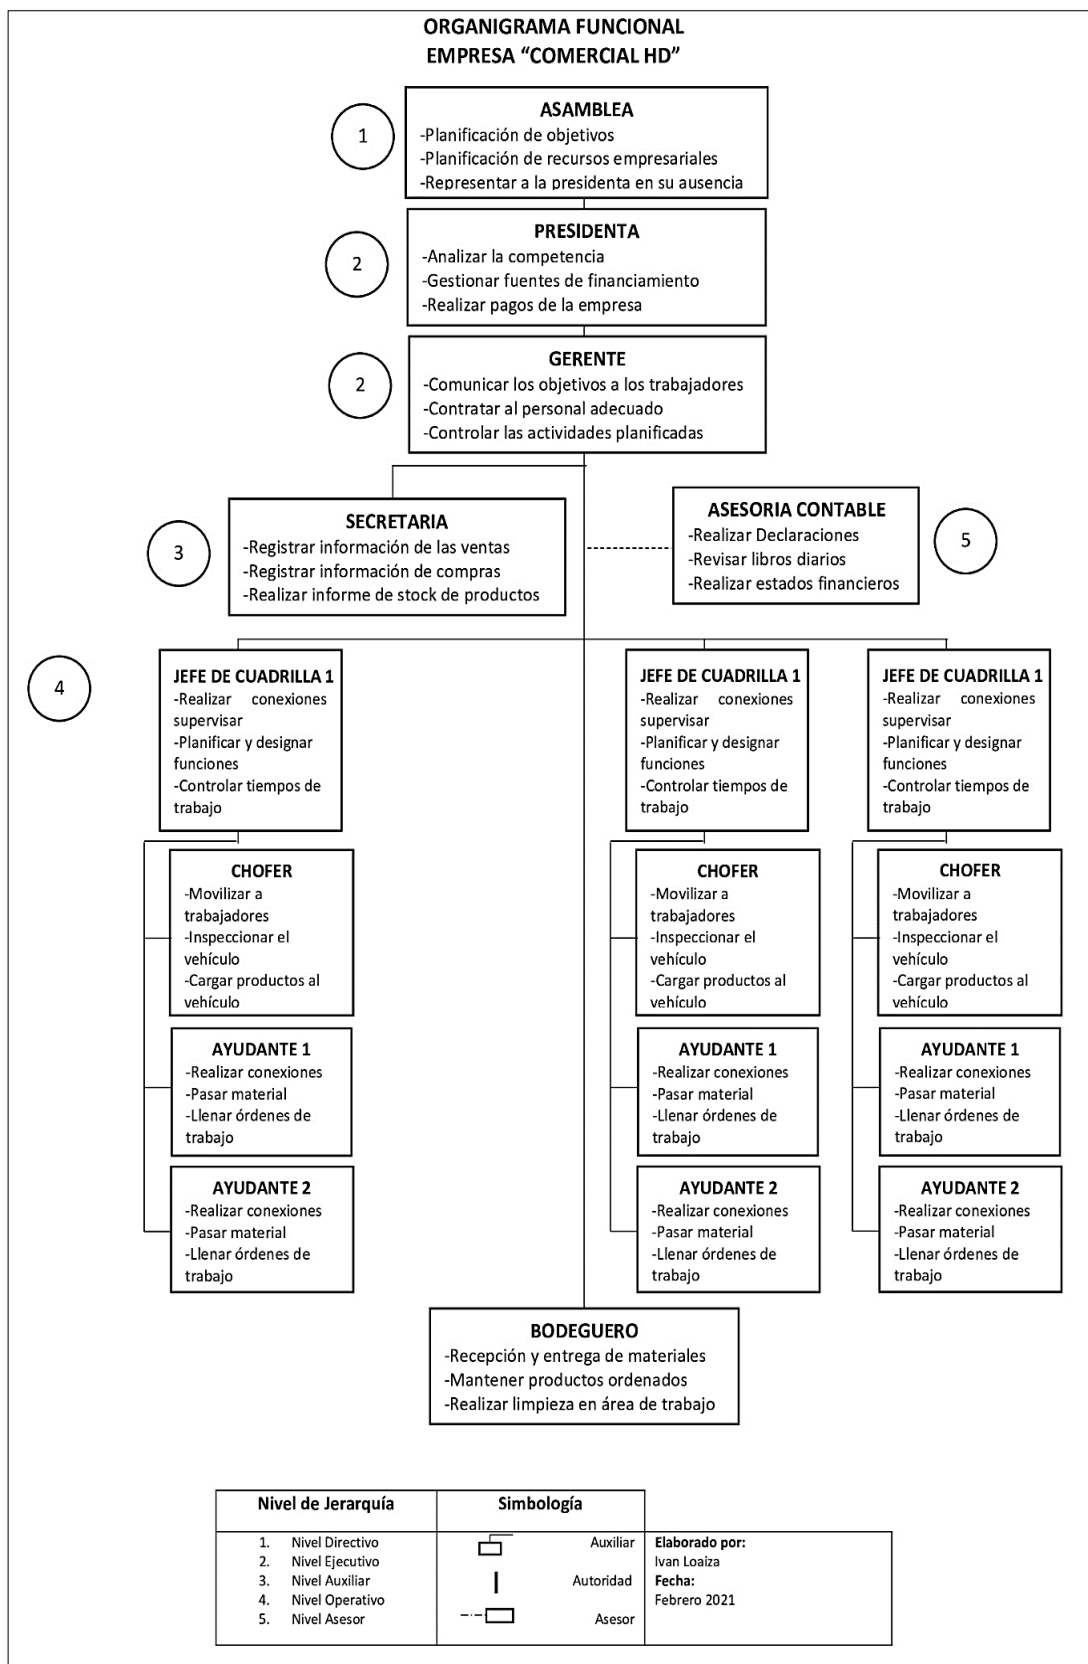 ORGANIGRAMA FUNCIONAL
EMPRESA “COMERCIAL HD”
1
ASAMBLEA
-Planificación de objetivos
-Planificación de recursos empresariales
-Representar a la presidenta en su ausencia
2
PRESIDENTA
-Analizar la competencia
-Gestionar fuentes de financiamiento
-Realizar pagos de la empresa
2
GERENTE
-Comunicar los objetivos a los trabajadores
-Contratar al personal adecuado
-Controlar las actividades planificadas
3
SECRETARIA
-Registrar información de las ventas
-Registrar información de compras
-Realizar informe de stock de productos
ASESORIA CONTABLE
-Realizar Declaraciones
-Revisar libros diarios
-Realizar estados financieros
5
4
JEFE DE CUADRILLA 1
-Realizar conexiones
supervisar
-Planificar y designar
funciones
-Controlar tiempos de
trabajo
CHOFER
-Movilizar a
trabajadores
-Inspeccionar el
vehículo
-Cargar productos al
vehículo
AYUDANTE 1
-Realizar conexiones
-Pasar material
-Llenar órdenes de
trabajo
AYUDANTE 2
-Realizar conexiones
-Pasar material
-Llenar órdenes de
trabajo
JEFE DE CUADRILLA 1
-Realizar conexiones
supervisar
-Planificar y designar
funciones
-Controlar tiempos de
trabajo
CHOFER
-Movilizar a
trabajadores
-Inspeccionar el
vehículo
-Cargar productos al
vehículo
AYUDANTE 1
-Realizar conexiones
-Pasar material
-Llenar órdenes de
trabajo
AYUDANTE 2
-Realizar conexiones
-Pasar material
-Llenar órdenes de
trabajo
JEFE DE CUADRILLA 1
-Realizar conexiones
supervisar
-Planificar y designar
funciones
-Controlar tiempos de
trabajo
CHOFER
-Movilizar a
trabajadores
-Inspeccionar el
vehículo
-Cargar productos al
vehículo
AYUDANTE 1
-Realizar conexiones
-Pasar material
-Llenar órdenes de
trabajo
AYUDANTE 2
-Realizar conexiones
-Pasar material
-Llenar órdenes de
trabajo
BODEGUERO
-Recepción y entrega de materiales
-Mantener productos ordenados
-Realizar limpieza en área de trabajo
Nivel de Jerarquía
1. Nivel Directivo
2. Nivel Ejecutivo
3. Nivel Auxiliar
4. Nivel Operativo
5. Nivel Asesor
Simbología
Auxiliar
Autoridad
Asesor
Elaborado por:
Ivan Loaiza
Fecha:
Febrero 2021